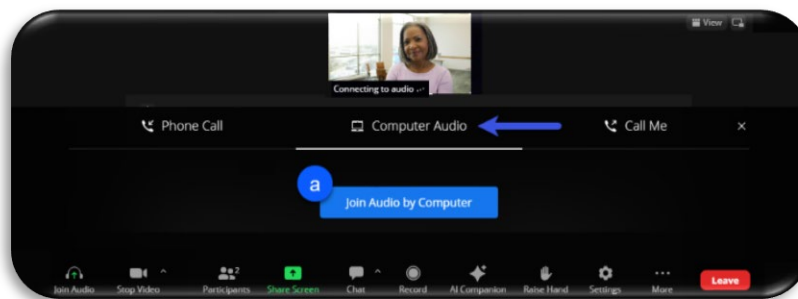 View
Connecting to audio
Phone Call
Computer Audio
Call Me
a
Join Audio by Computer
2
Join Audio
Stop Video
Participants
Share Screen
Chat
Record
AI Companion
Raise Hand
Settings
More
Leave